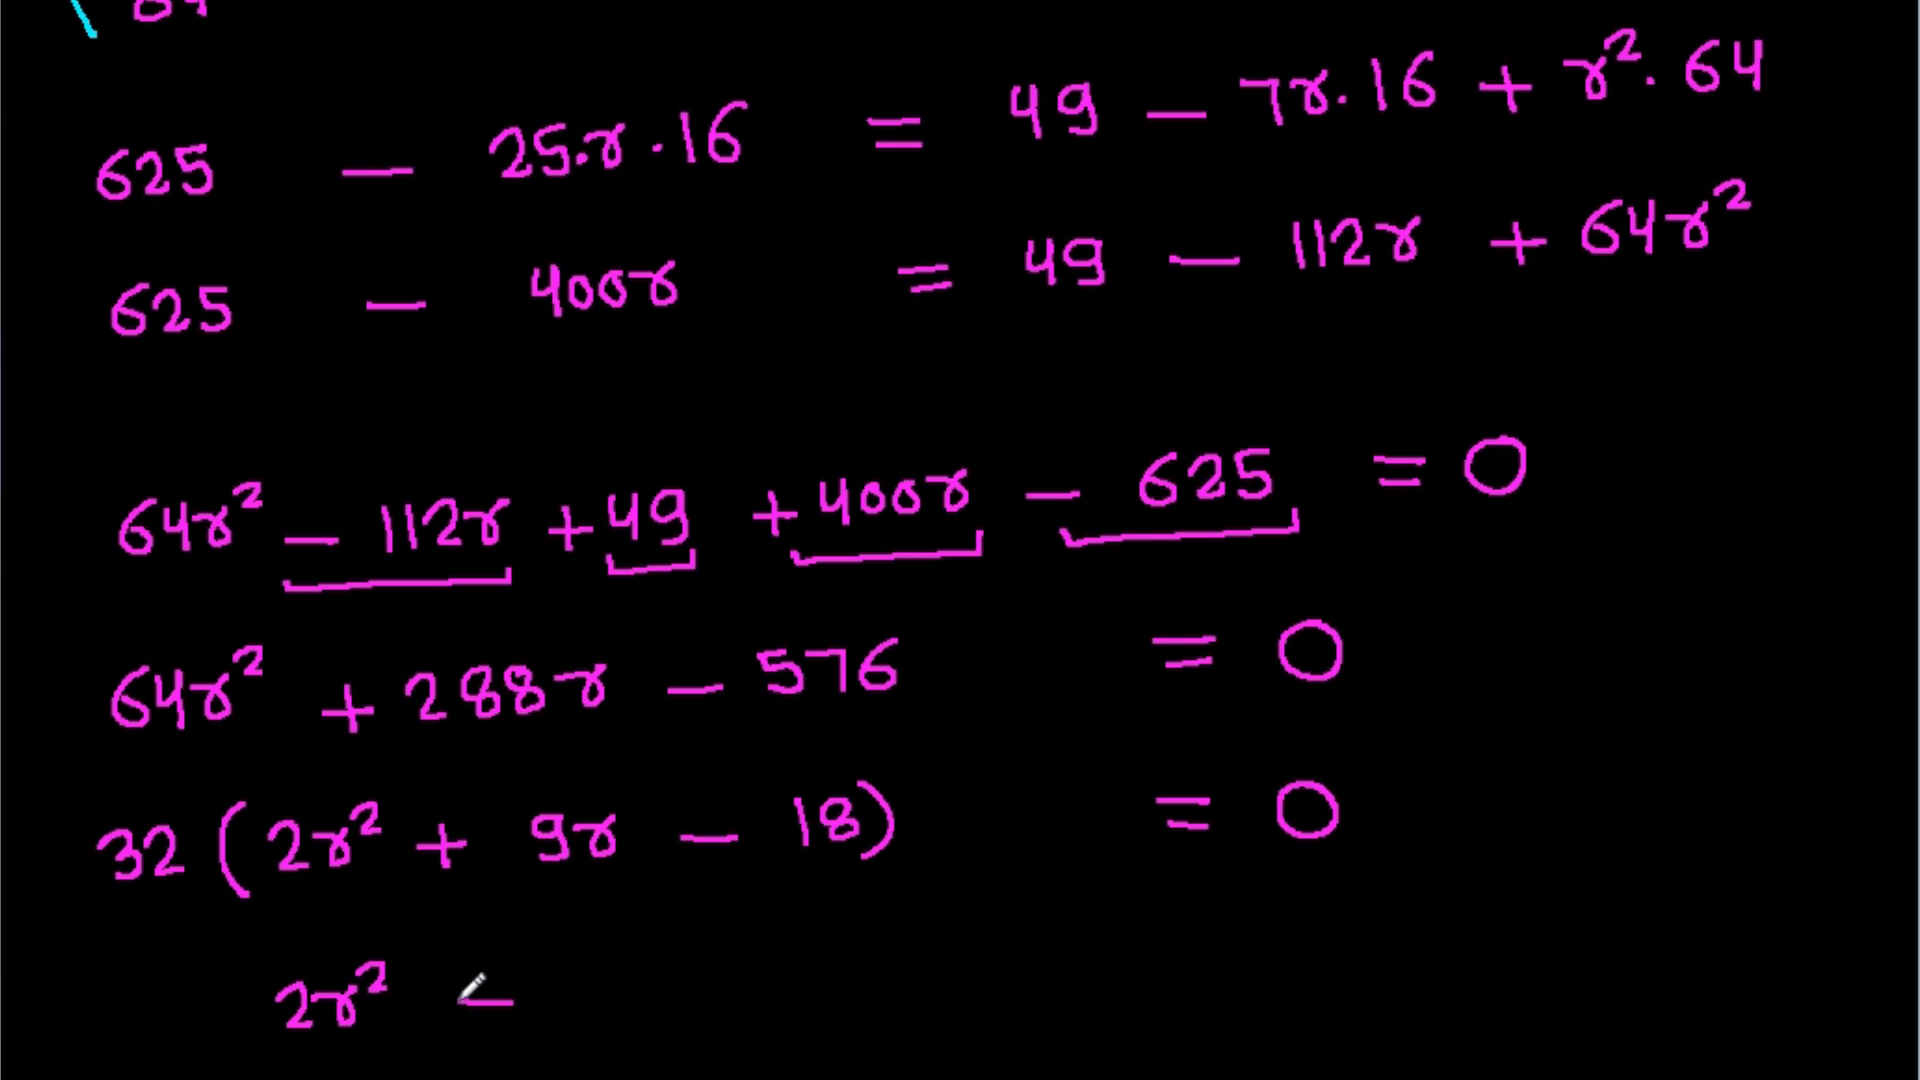 625 - 25.r.16 = 49 - 7r.16 + r².64
625 - 400r = 49 - 112r + 64r²
64r² - 112r + 49 + 400r - 625 = 0
64r² + 288r - 576 = 0
32(2r² + 9r - 18) = 0
2r² -